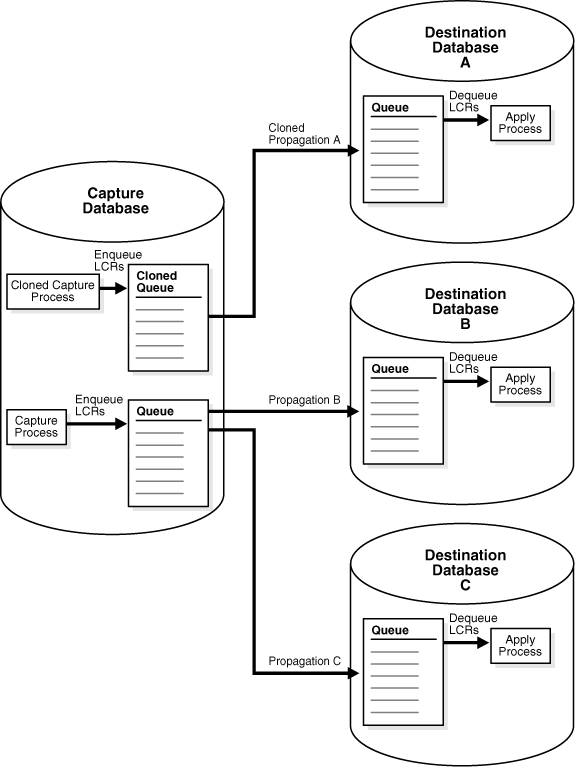 Destination
Database
A
Queue
Dequeue
LCRs
Apply
Process
Cloned
Propagation A
Capture
Database
Enqueue
LCRs
Cloned Capture
Process
Cloned
Queue
Destination
Database
B
Queue
Dequeue
LCRs
Apply
Process
Enqueue
LCRs
Capture
Process
Queue
Propagation B
Destination
Database
C
Queue
Dequeue
LCRs
Apply
Process
Propagation C